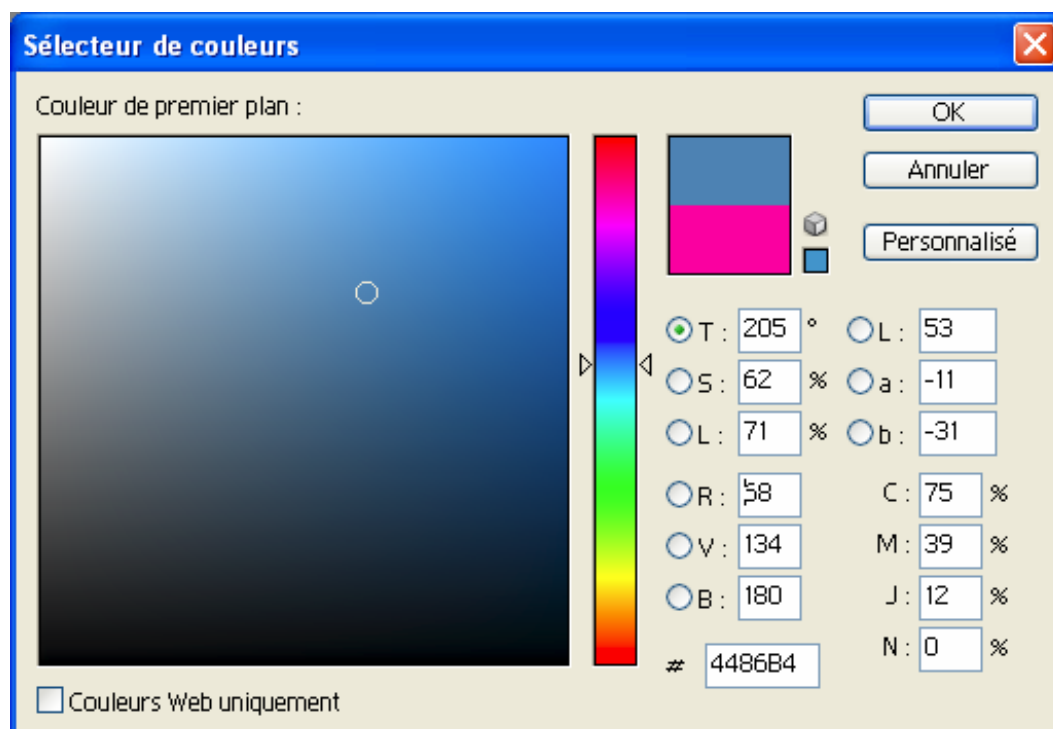 Sélecteur de couleurs
Couleur de premier plan :
OK
Annuler
Personnalisé
T : 205 °
S : 62 %
L : 71 %
L : 53
a : -11
b : -31
R : 68
V : 134
B : 180
# 4486B4
C : 75 %
M : 39 %
J : 12 %
N : 0 %
Couleurs Web uniquement